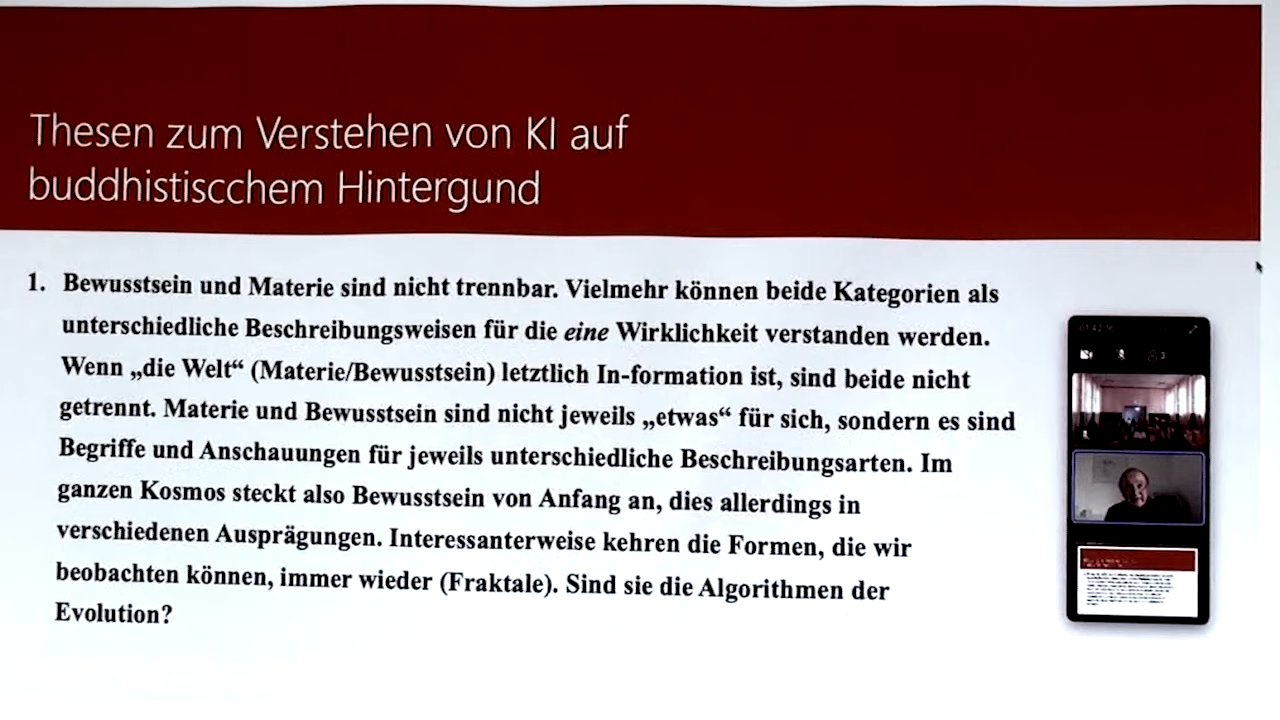 Thesen zum Verstehen von KI auf
buddhistiscchem Hintergund
1. Bewusstsein und Materie sind nicht trennbar. Vielmehr können beide Kategorien als
unterschiedliche Beschreibungsweisen für die eine Wirklichkeit verstanden werden.
Wenn „die Welt“ (Materie/Bewusstsein) letztlich In-formation ist, sind beide nicht
getrennt. Materie und Bewusstsein sind nicht jeweils „etwas“ für sich, sondern es sind
Begriffe und Anschauungen für jeweils unterschiedliche Beschreibungsarten. Im
ganzen Kosmos steckt also Bewusstsein von Anfang an, dies allerdings in
verschiedenen Ausprägungen. Interessanterweise kehren die Formen, die wir
beobachten können, immer wieder (Fraktale). Sind sie die Algorithmen der
Evolution?